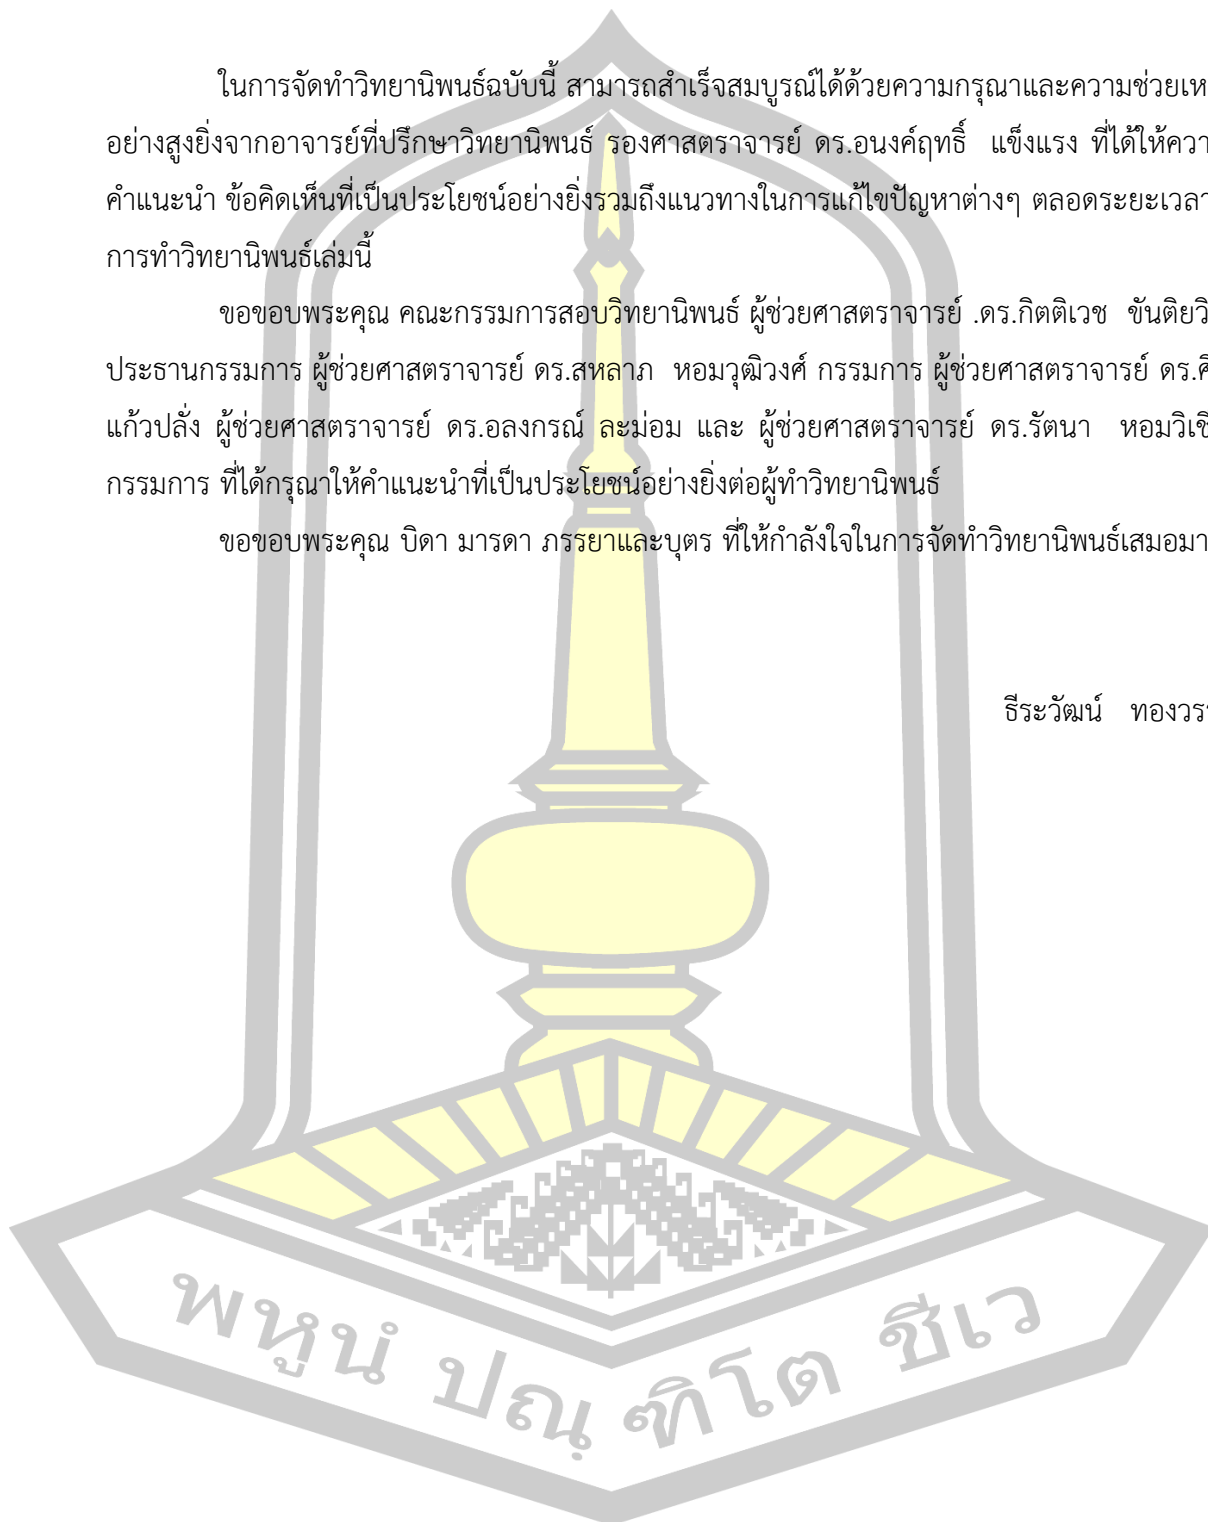 ในการจัดทำวิทยานิพนธ์ฉบับนี้ สามารถสำเร็จสมบูรณ์ได้ด้วยความกรุณาและความช่วยเห
อย่างสูงยิ่งจากอาจารย์ที่ปรึกษาวิทยานิพนธ์ รองศาสตราจารย์ ดร.อนงค์ฤทธิ์ แข็งแรง ที่ได้ให้ควา
คำแนะนำ ข้อคิดเห็นที่เป็นประโยชน์อย่างยิ่งรวมถึงแนวทางในการแก้ไขปัญหาต่างๆ ตลอดระยะเวลา
การทำวิทยานิพนธ์เล่มนี้
ขอขอบพระคุณ คณะกรรมการสอบวิทยานิพนธ์ ผู้ช่วยศาสตราจารย์ .ดร.กิตติเวช ขันติยวิ
ประธานกรรมการ ผู้ช่วยศาสตราจารย์ ดร.สหลาภ หอมวุฒิวงศ์ กรรมการ ผู้ช่วยศาสตราจารย์ ดร.ศ
แก้วปลั่ง ผู้ช่วยศาสตราจารย์ ดร.อลงกรณ์ ละม่อม และ ผู้ช่วยศาสตราจารย์ ดร.รัตนา หอมวิเชี
กรรมการ ที่ได้กรุณาให้คำแนะนำที่เป็นประโยชน์อย่างยิ่งต่อผู้ทำวิทยานิพนธ์
ขอขอบพระคุณ บิดา มารดา ภรรยาและบุตร ที่ให้กำลังใจในการจัดทำวิทยานิพนธ์เสมอมา
ธีระวัฒน์ ทองวร
พหูนํ ปณฺ ฑิโต ชีเว